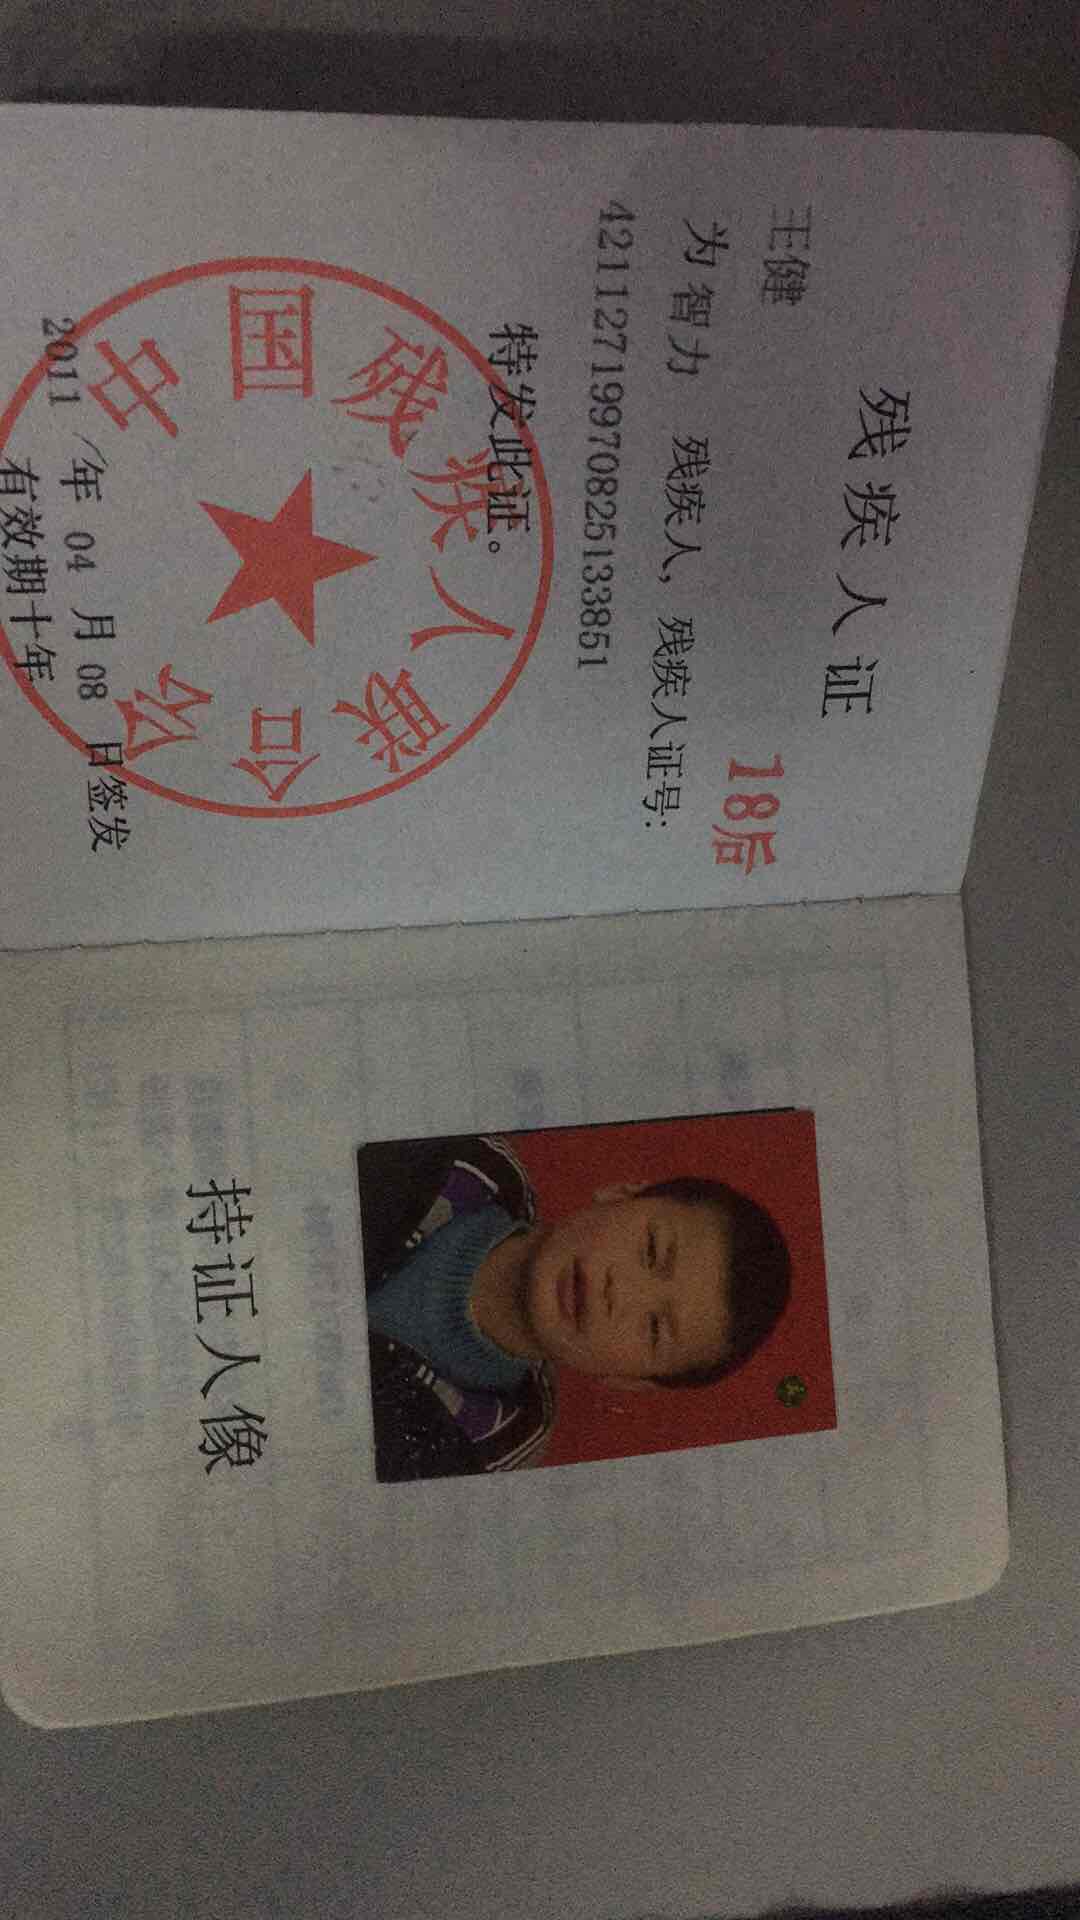 残疾人证
18后
王健
为智力 残疾人，残疾人证号：
42112719970825133851
特发此证。
中国残疾人联合会
2011 年 04 月 08 日签发
有效期十年
持证人像